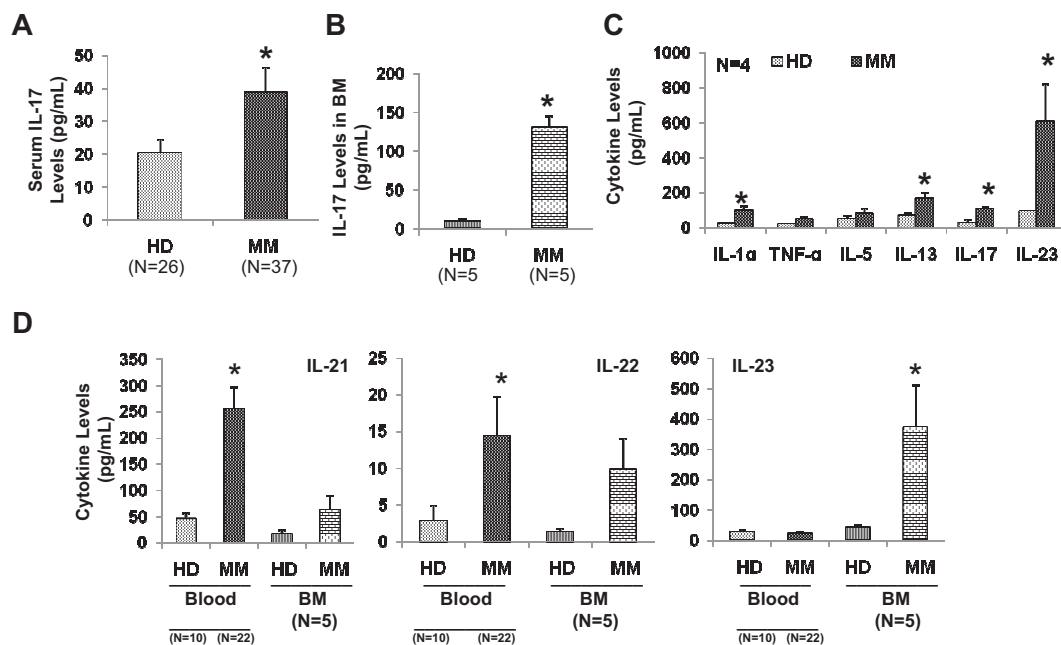 A
Serum IL-17
Levels (pg/mL)
50
40
30
20
10
0
*
HD
MM
(N=26)
(N=37)
B
IL-17 Levels in BM
(pg/mL)
200
150
100
50
0
*
HD
MM
(N=5
(N=5)
C
Cytokine Levels
(pg/mL)
1000
800
600
400
200
0
N=4
HD
MM
*
*
*
*
IL-1α
TNF-α
IL-5
IL-13
IL-17
IL-23
D
Cytokine Levels
(pg/mL)
350
300
250
200
150
100
50
0
IL-21
*
HD
MM
HD
MM
Blood
BM
(N=5)
(N=10)
(N=22)
25
20
15
10
5
0
IL-22
*
HD
MM
HD
MM
Blood
BM
(N=5)
(N=10)
(N=22)
600
500
400
300
200
100
0
IL-23
*
HD
MM
HD
MM
Blood
BM
(N=5)
(N=10)
(N=22)